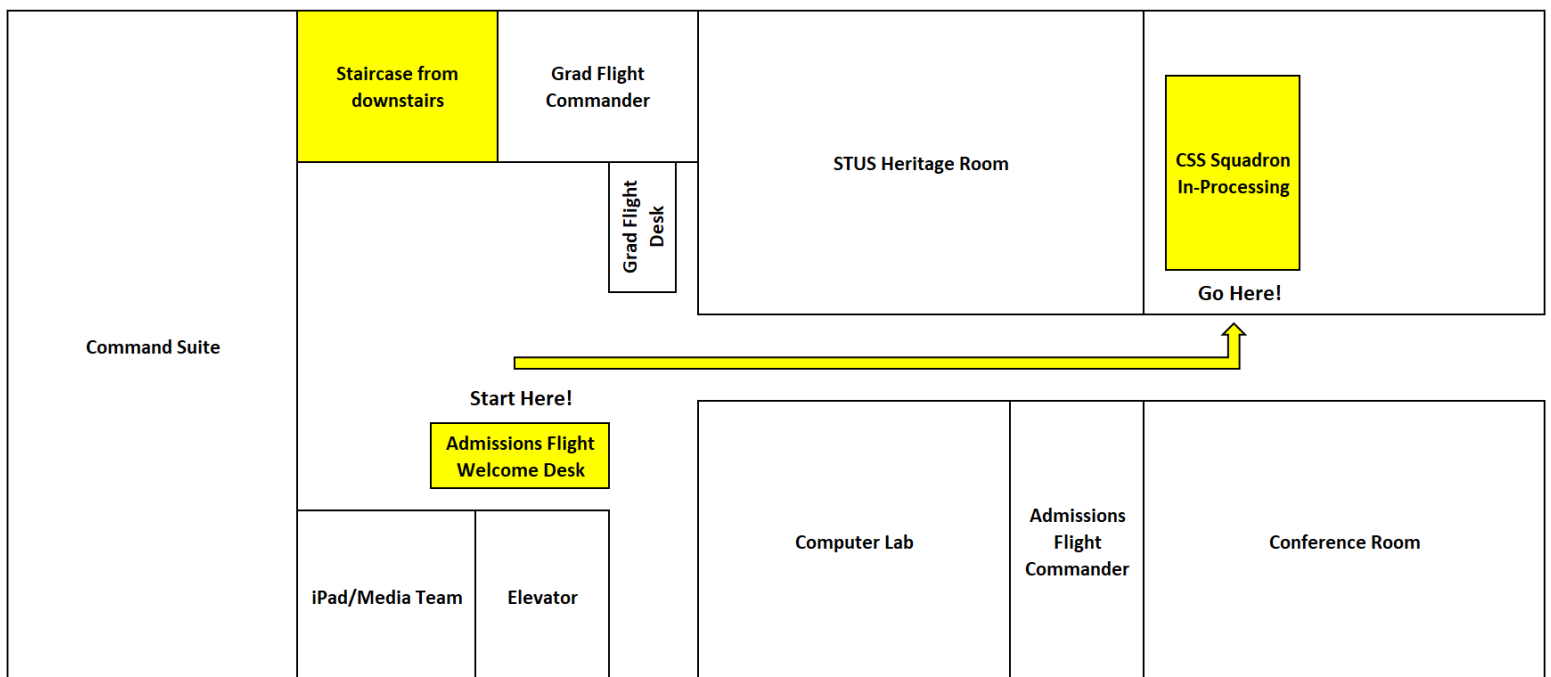 Staircase from
downstairs
Grad Flight
Commander
STUS Heritage Room
CSS Squadron
In-Processing
Grad Flight
Desk
Go Here!
Command Suite
Start Here!
Admissions Flight
Welcome Desk
iPad/Media Team
Elevator
Computer Lab
Admissions
Flight
Commander
Conference Room